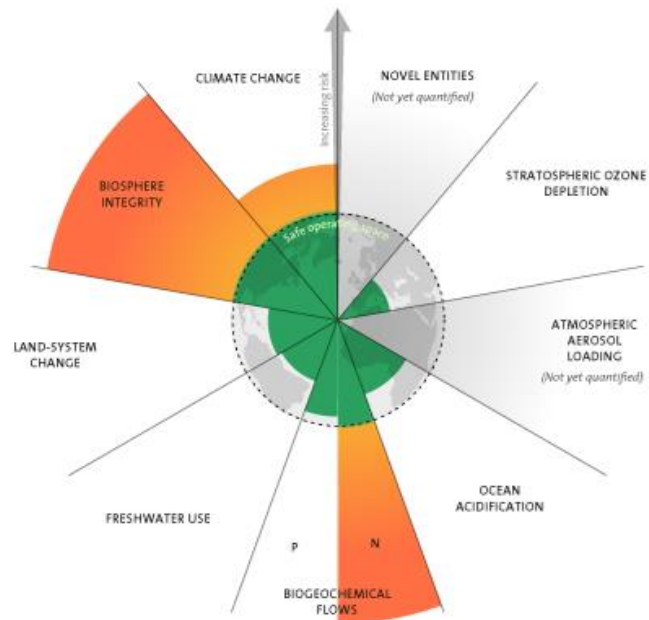 CLIMATE CHANGE
Increasing risk
NOVEL ENTITIES
(Not yet quantified)
STRATOSPHERIC OZONE
DEPLETION
BIOSPHERE
INTEGRITY
Safe operating space
ATMOSPHERIC
AEROSOL
LOADING
(Not yet quantified)
LAND-SYSTEM
CHANGE
OCEAN
ACIDIFICATION
FRESHWATER USE
P
N
BIOGEOCHEMICAL
FLOWS